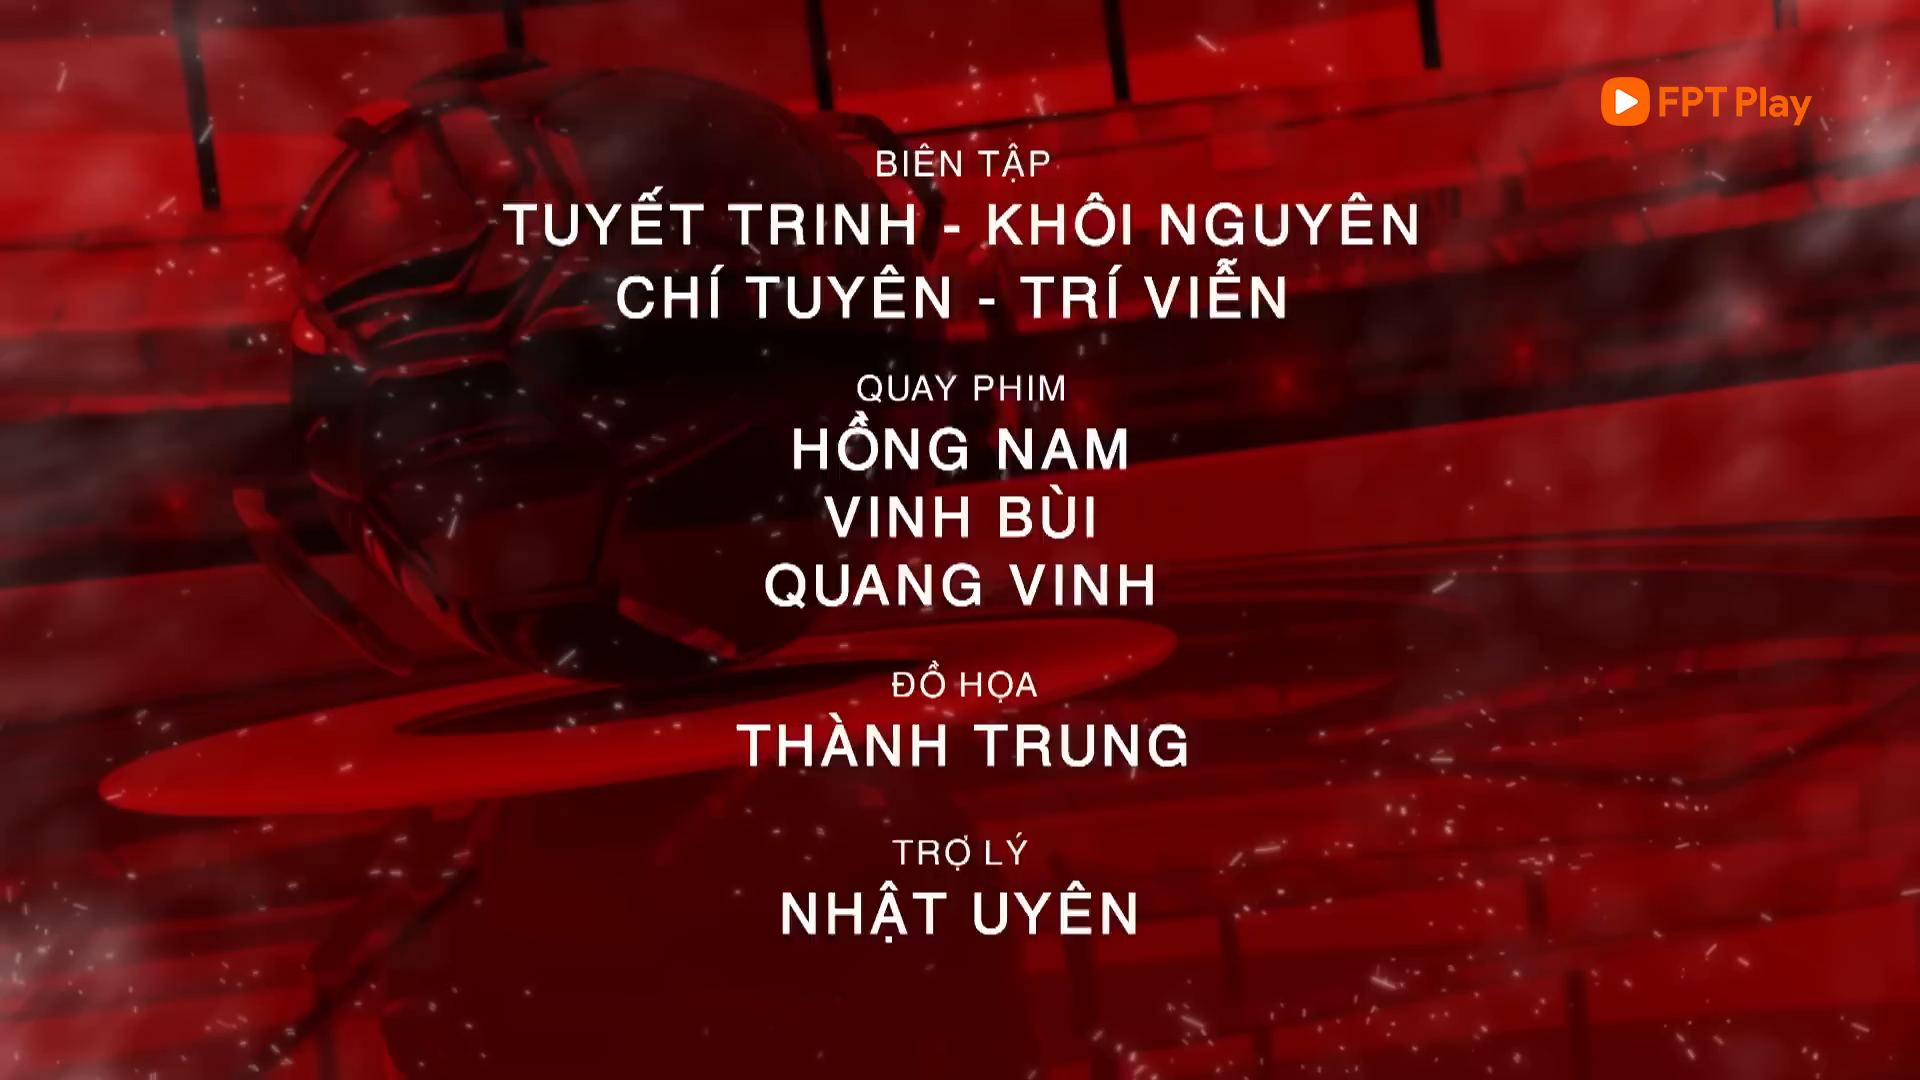 FPT Play
BIÊN TẬP
TUYẾT TRINH - KHÔI NGUYÊN
CHÍ TUYÊN - TRÍ VIỄN
QUAY PHIM
HỒNG NAM
VINH BÙI
QUANG VINH
ĐỒ HỌA
THÀNH TRUNG
TRỢ LÝ
NHẬT UYÊN